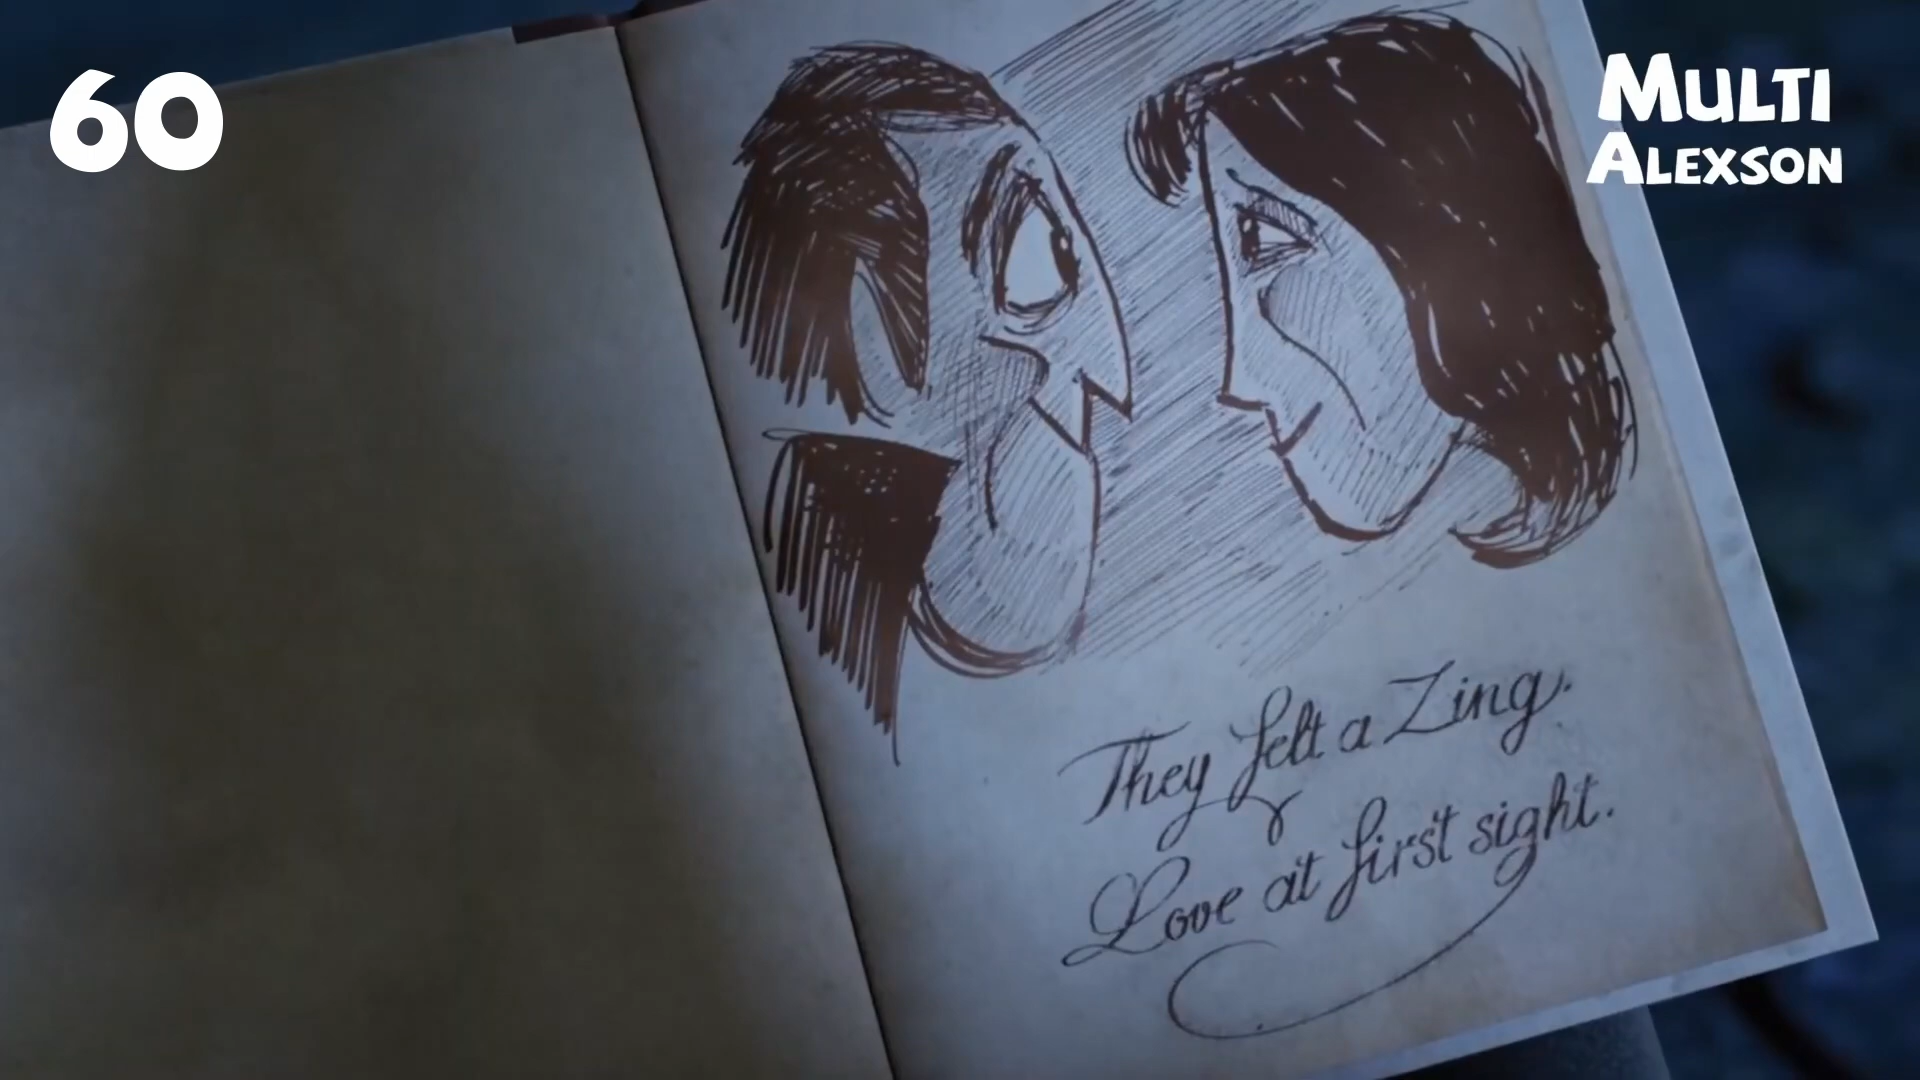 60
MULTI
ALEXSON
They felt a Zing.
Love at first sight.